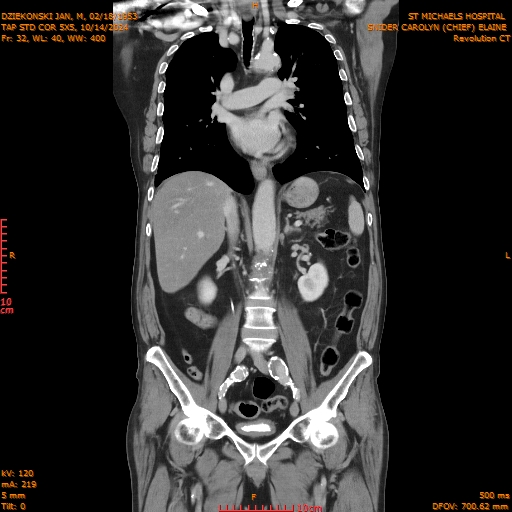 DZIEKONSKI JAN, M, 02/18/1953
TAP STD COR 5X5, 10/14/2024
Fr: 32, WL: 40, WW: 400
H
ST MICHAELS HOSPITAL
SNIDER CAROLYN (CHIEF) ELAINE
Revolution CT
R
L
10
cm
kV: 120
mA: 219
5 mm
Tilt: 0
F
10cm
500 ms
DFOV: 700.62 mm